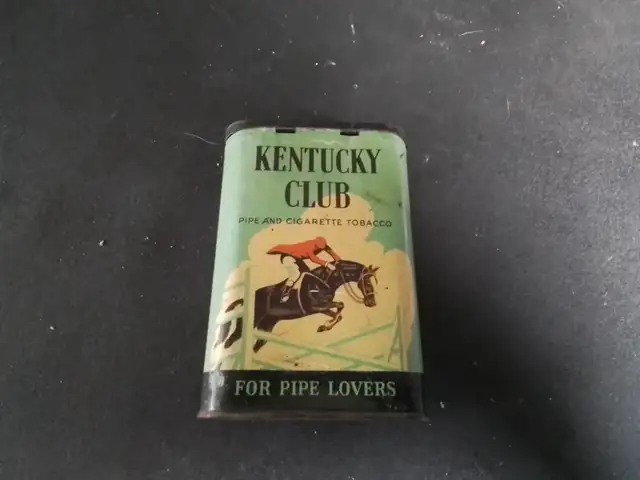 KENTUCKY
CLUB
PIPE AND CIGARETTE TOBACCO
FOR PIPE LOVERS